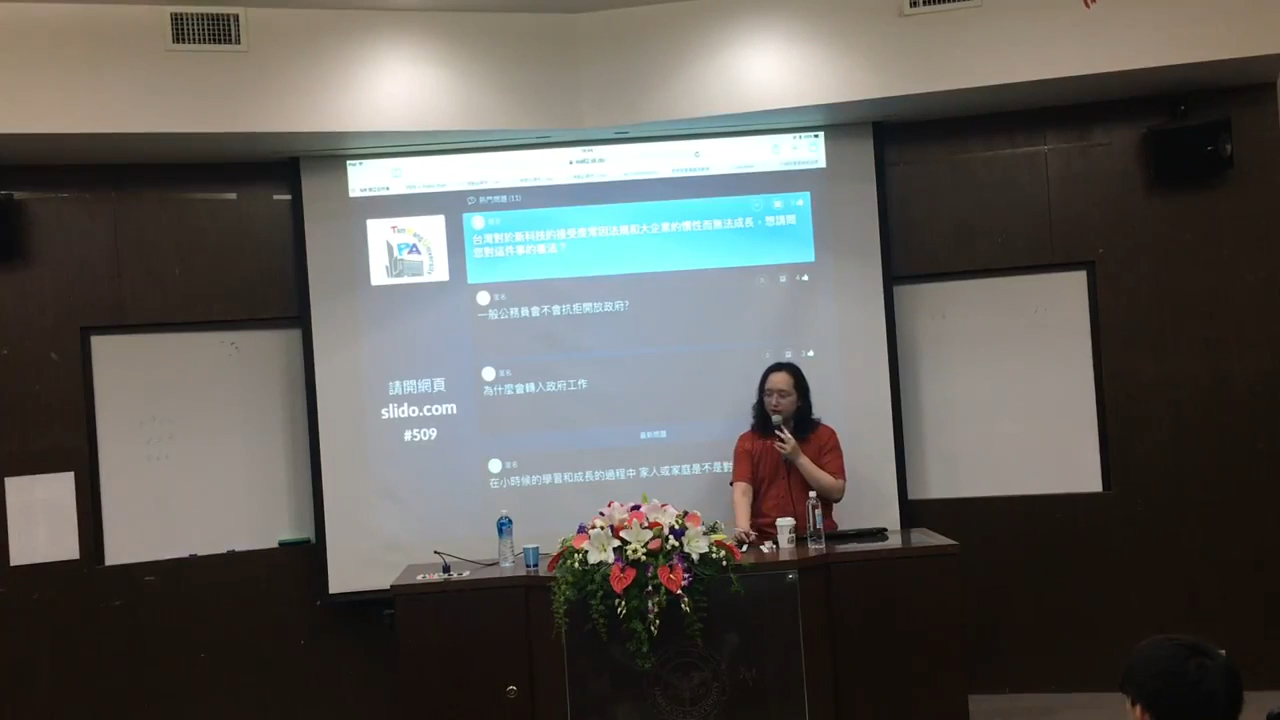 熱門問題 (11)
台灣對於新科技的接受度常因法規和大企業的慣性而無法成長，想請問
您對這件事的看法？
匿名
4
一般公務員會不會抗拒開放政府?
匿名
3
為什麼會轉入政府工作
最新問題
匿名
在小時候的學習和成長的過程中 家人或家庭是不是對
TamKang University
PA
請開網頁
slido.com
#509